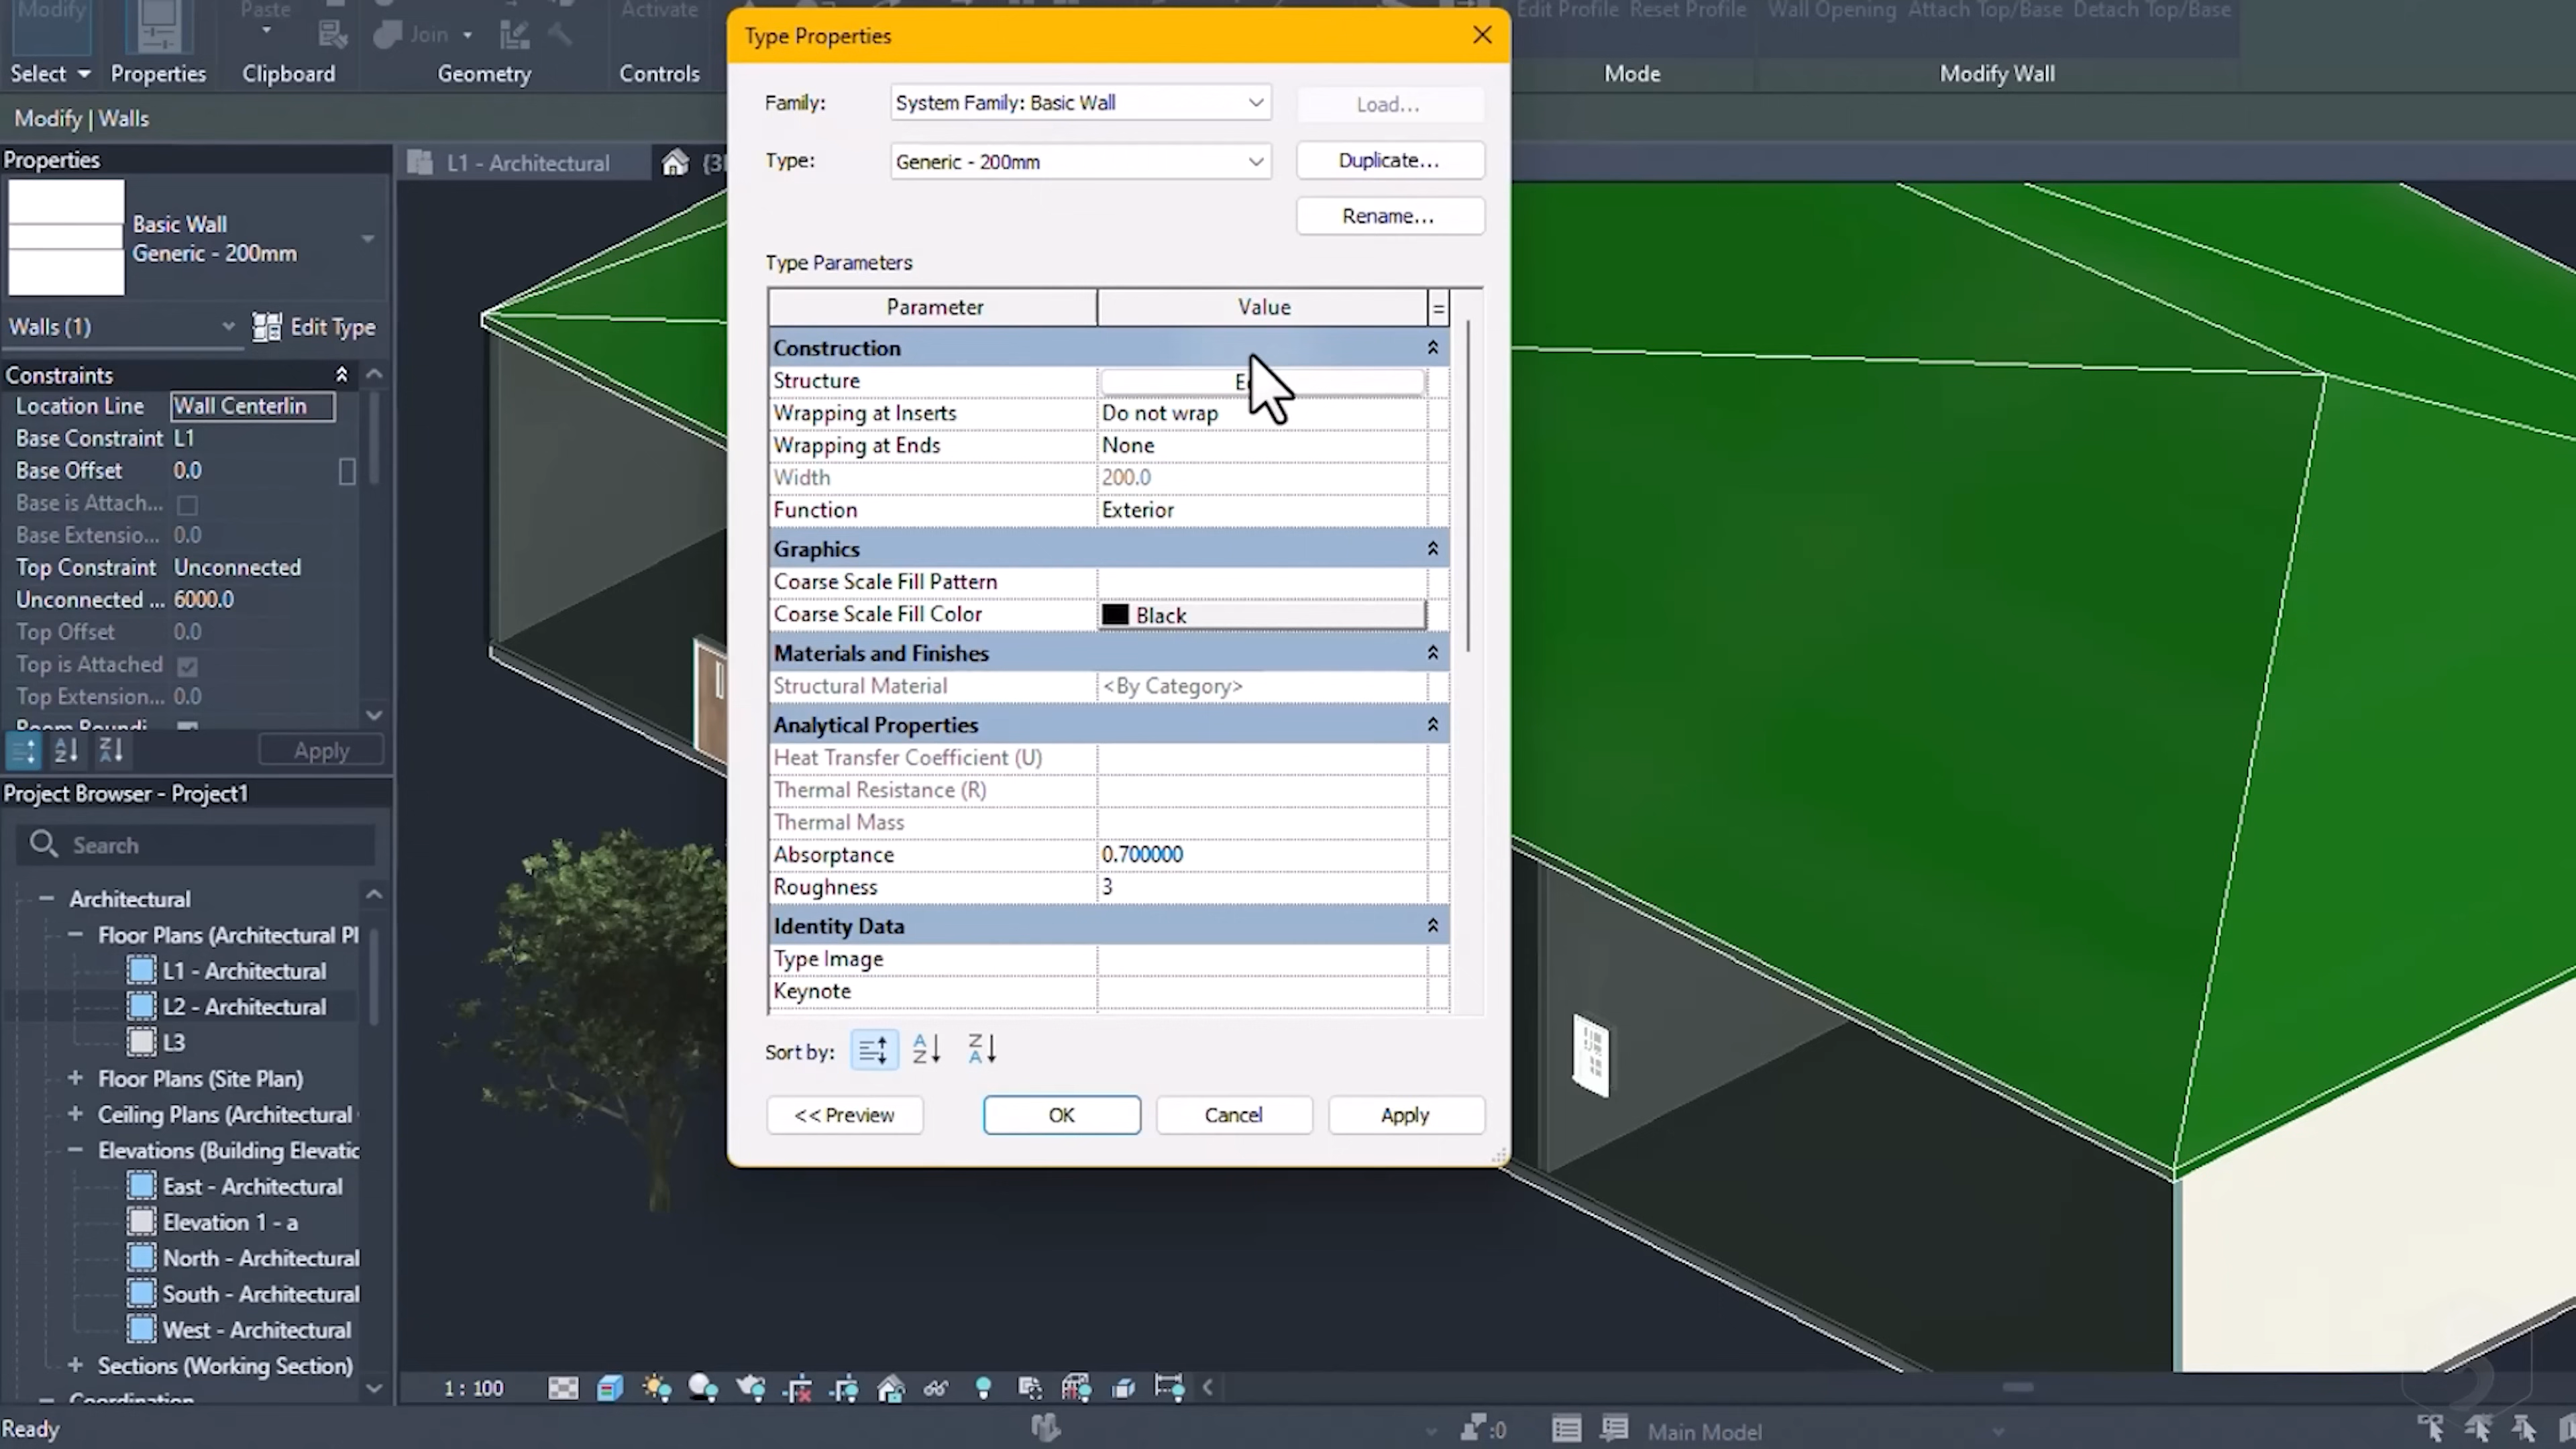 Modify
Paste
Join
Activate
Edit Profile Reset Profile
Wall Opening Attach Top/Base Detach Top/Base
Select
Properties
Clipboard
Geometry
Controls
Mode
Modify Wall
Modify | Walls
Properties
Basic Wall
Generic - 200mm
Walls (1)
Edit Type
Constraints
Location Line Wall Centerlin
Base Constraint L1
Base Offset 0.0
Base is Attach...
Base Extensio... 0.0
Top Constraint Unconnected
Unconnected ... 6000.0
Top Offset 0.0
Top is Attached
Top Extension... 0.0
Apply
Project Browser - Project1
Search
Architectural
Floor Plans (Architectural Pl
L1 - Architectural
L2 - Architectural
L3
Floor Plans (Site Plan)
Ceiling Plans (Architectural
Elevations (Building Elevatic
East - Architectural
Elevation 1 - a
North - Architectural
South - Architectural
West - Architectural
Sections (Working Section)
L1 - Architectural
Type Properties
Family: System Family: Basic Wall Load...
Type: Generic - 200mm Duplicate...
Rename...
Type Parameters
Parameter Value =
Construction
Structure
Wrapping at Inserts Do not wrap
Wrapping at Ends None
Width 200.0
Function Exterior
Graphics
Coarse Scale Fill Pattern
Coarse Scale Fill Color Black
Materials and Finishes
Structural Material <By Category>
Analytical Properties
Heat Transfer Coefficient (U)
Thermal Resistance (R)
Thermal Mass
Absorptance 0.700000
Roughness 3
Identity Data
Type Image
Keynote
Sort by:
<< Preview OK Cancel Apply
1 : 100
Ready
:0
Main Model